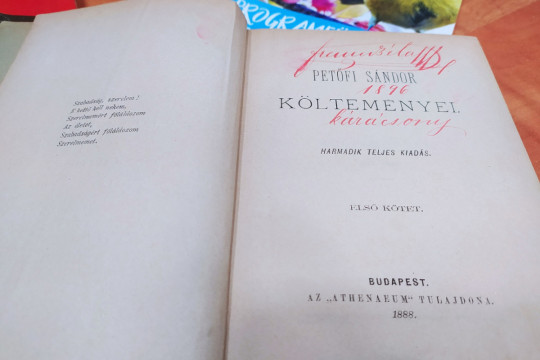 Szabadság, szerelem!
E kettő kell nekem.
Szerelmemért föláldozom
Az életet,
Szabadságért föláldozom
Szerelmemet.
PETŐFI SÁNDOR
1896
KÖLTEMÉNYEI.
karácsony
HARMADIK TELJES KIADÁS.
ELSŐ KÖTET.
BUDAPEST.
AZ „ATHENAEUM" TULAJDONA.
1888.